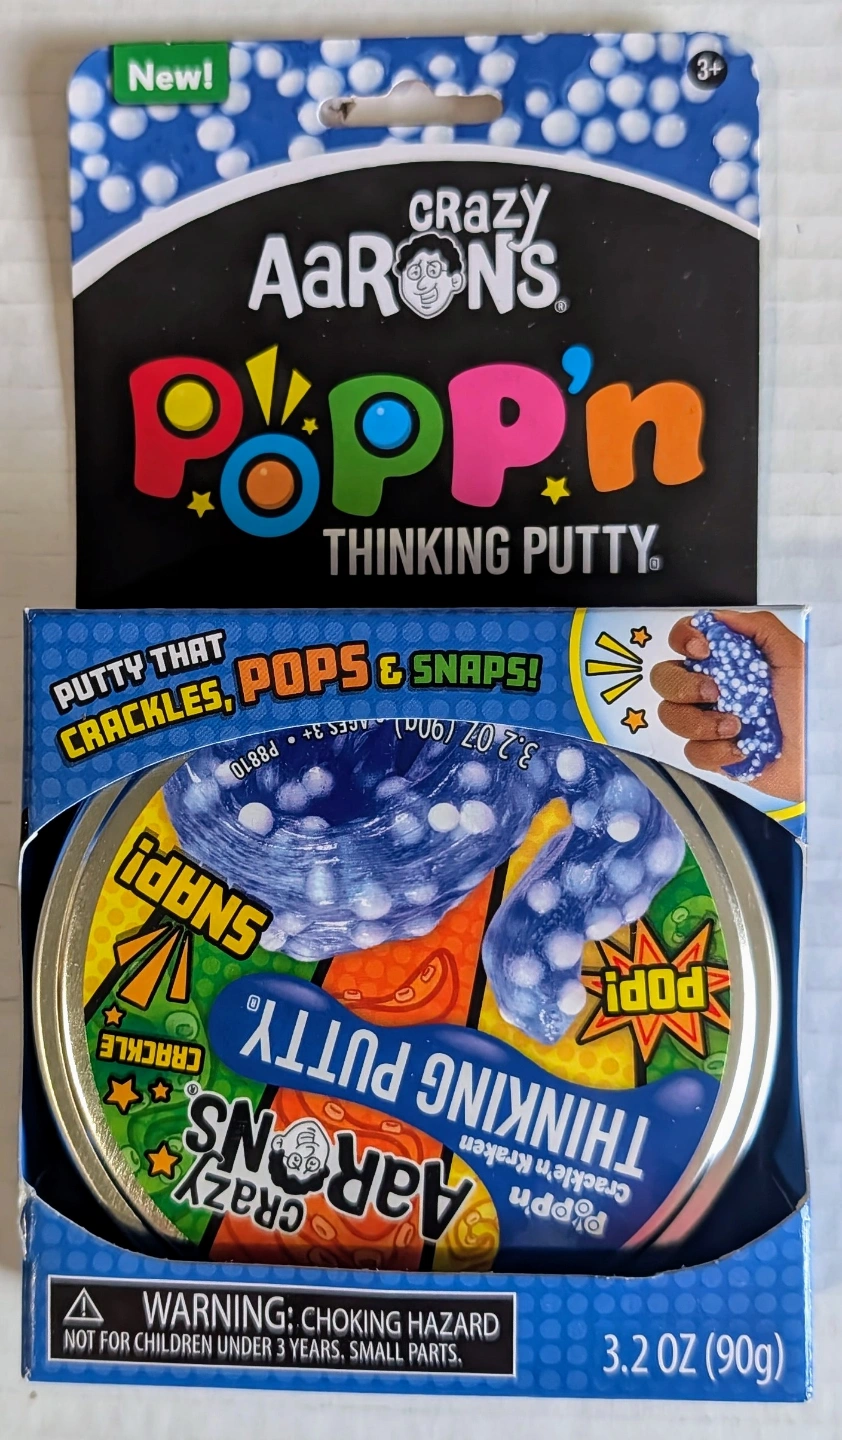 New!
3+
CRAZY
AARONS®
POPP'n
THINKING PUTTY®
PUTTY THAT
CRACKLES, POPS & SNAPS!
3.2 OZ (90g) • AGES 3+ • P8810
SNAP!
POP!
CRACKLE
THINKING PUTTY®
CRAZY
AARONS®
Popp'n
Crackle'n Kraken
WARNING: CHOKING HAZARD
NOT FOR CHILDREN UNDER 3 YEARS. SMALL PARTS.
3.2 OZ (90g)